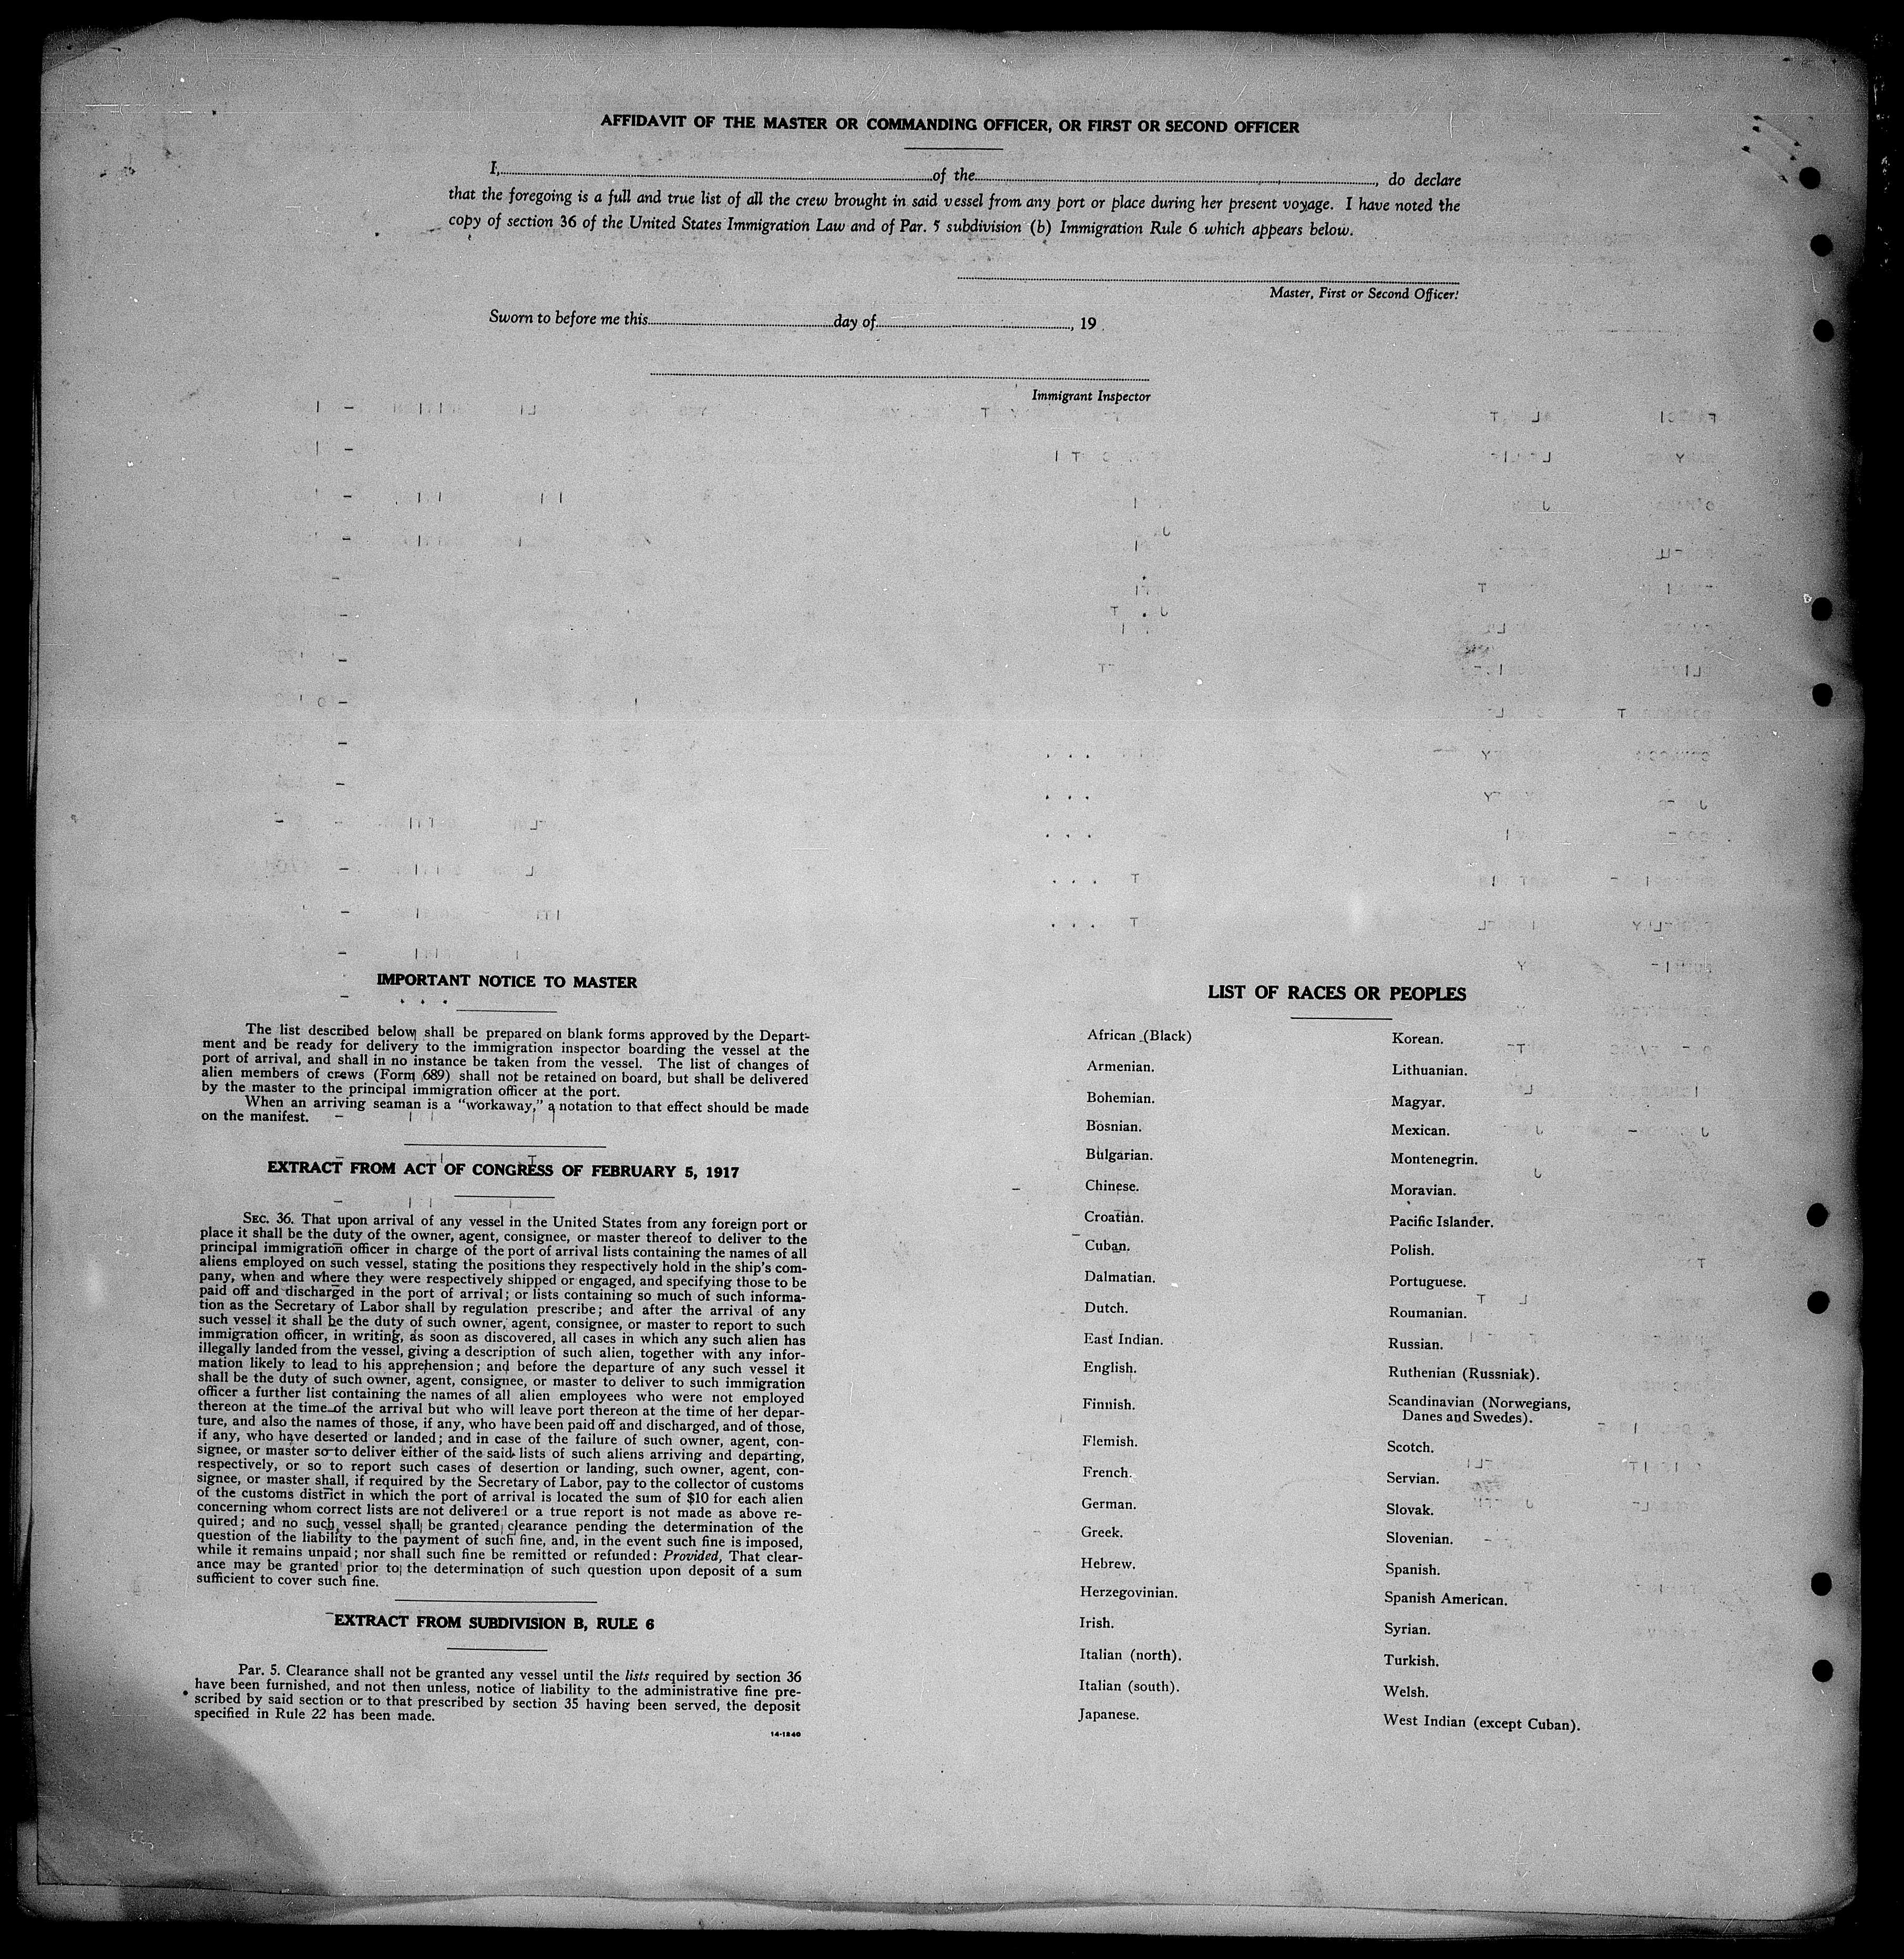 AFFIDAVIT OF THE MASTER OR COMMANDING OFFICER, OR FIRST OR SECOND OFFICER
I, of the , do declare
that the foregoing is a full and true list of all the crew brought in said vessel from any port or place during her present voyage. I have noted the
copy of section 36 of the United States Immigration Law and of Par. 5 subdivision (b) Immigration Rule 6 which appears below.
Master, First or Second Officer.
Sworn to before me this day of , 19
Immigrant Inspector
IMPORTANT NOTICE TO MASTER
The list described below shall be prepared on blank forms approved by the Depart-
ment and be ready for delivery to the immigration inspector boarding the vessel at the
port of arrival, and shall in no instance be taken from the vessel. The list of changes of
alien members of crews (Form 689) shall not be retained on board, but shall be delivered
by the master to the principal immigration officer at the port.
When an arriving seaman is a "workaway," a notation to that effect should be made
on the manifest.
EXTRACT FROM ACT OF CONGRESS OF FEBRUARY 5, 1917
SEC. 36. That upon arrival of any vessel in the United States from any foreign port or
place it shall be the duty of the owner, agent, consignee, or master thereof to deliver to the
principal immigration officer in charge of the port of arrival lists containing the names of all
aliens employed on such vessel, stating the positions they respectively hold in the ship's com-
pany, when and where they were respectively shipped or engaged, and specifying those to be
paid off and discharged in the port of arrival; or lists containing so much of such informa-
tion as the Secretary of Labor shall by regulation prescribe; and after the arrival of any
such vessel it shall be the duty of such owner, agent, consignee, or master to report to such
immigration officer, in writing, as soon as discovered, all cases in which any such alien has
illegally landed from the vessel, giving a description of such alien, together with any infor-
mation likely to lead to his apprehension; and before the departure of any such vessel it
shall be the duty of such owner, agent, consignee, or master to deliver to such immigration
officer a further list containing the names of all alien employees who were not employed
thereon at the time of the arrival but who will leave port thereon at the time of her depar-
ture, and also the names of those, if any, who have been paid off and discharged, and of those,
if any, who have deserted or landed; and in case of the failure of such owner, agent, con-
signee, or master so to deliver either of the said lists of such aliens arriving and departing,
respectively, or so to report such cases of desertion or landing, such owner, agent, con-
signee, or master shall, if required by the Secretary of Labor, pay to the collector of customs
of the customs district in which the port of arrival is located the sum of $10 for each alien
concerning whom correct lists are not delivered or a true report is not made as above re-
quired; and no such vessel shall be granted clearance pending the determination of the
question of the liability to the payment of such fine, and, in the event such fine is imposed,
while it remains unpaid; nor shall such fine be remitted or refunded: Provided, That clear-
ance may be granted prior to the determination of such question upon deposit of a sum
sufficient to cover such fine.
EXTRACT FROM SUBDIVISION B, RULE 6
Par. 5. Clearance shall not be granted any vessel until the lists required by section 36
have been furnished, and not then unless, notice of liability to the administrative fine pre-
scribed by said section or to that prescribed by section 35 having been served, the deposit
specified in Rule 22 has been made.
14-1240
LIST OF RACES OR PEOPLES
African (Black)
Armenian.
Bohemian.
Bosnian.
Bulgarian.
Chinese.
Croatian.
Cuban.
Dalmatian.
Dutch.
East Indian.
English.
Finnish.
Flemish.
French.
German.
Greek.
Hebrew.
Herzegovinian.
Irish.
Italian (north).
Italian (south).
Japanese.
Korean.
Lithuanian.
Magyar.
Mexican.
Montenegrin.
Moravian.
Pacific Islander.
Polish.
Portuguese.
Roumanian.
Russian.
Ruthenian (Russniak).
Scandinavian (Norwegians,
Danes and Swedes).
Scotch.
Servian.
Slovak.
Slovenian.
Spanish.
Spanish American.
Syrian.
Turkish.
Welsh.
West Indian (except Cuban).